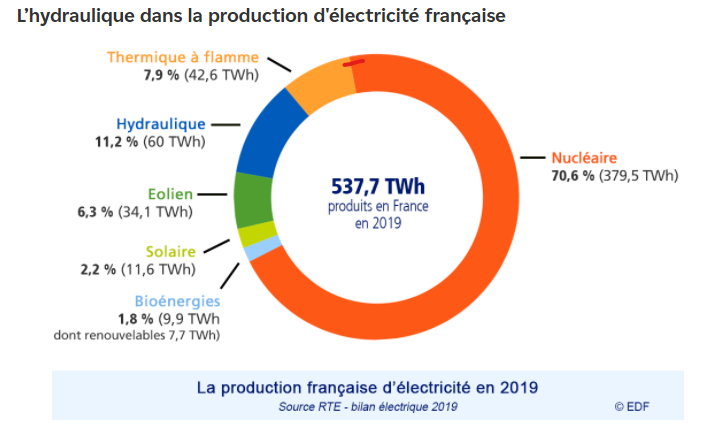 L'hydraulique dans la production d'électricité française
Thermique à flamme
7,9 % (42,6 TWh)
Hydraulique
11,2 % (60 TWh)
Eolien
6,3 % (34,1 TWh)
Solaire
2,2 % (11,6 TWh)
Bioénergies
1,8 % (9,9 TWh
dont renouvelables 7,7 TWh)
537,7 TWh
produits en France
en 2019
Nucléaire
70,6 % (379,5 TWh)
La production française d'électricité en 2019
Source RTE - bilan électrique 2019
© EDF